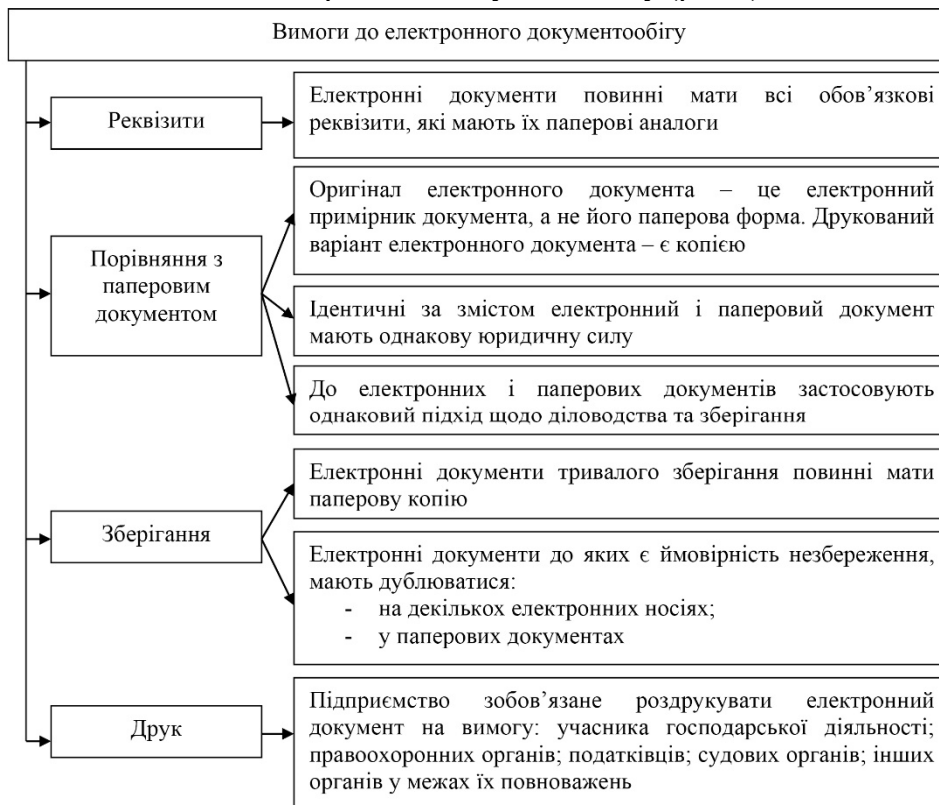 Вимоги до електронного документообігу
Реквізити
Електронні документи повинні мати всі обов’язкові
реквізити, які мають їх паперові аналоги
Порівняння з
паперовим
документом
Оригінал електронного документа – це електронний
примірник документа, а не його паперова форма. Друкований
варіант електронного документа – є копією
Ідентичні за змістом електронний і паперовий документ
мають однакову юридичну силу
До електронних і паперових документів застосовують
однаковий підхід щодо діловодства та зберігання
Зберігання
Електронні документи тривалого зберігання повинні мати
паперову копію
Електронні документи до яких є ймовірність незбереження,
мають дублюватися:
- на декількох електронних носіях;
- у паперових документах
Друк
Підприємство зобов’язане роздрукувати електронний
документ на вимогу: учасника господарської діяльності;
правоохоронних органів; податківців; судових органів; інших
органів у межах їх повноважень